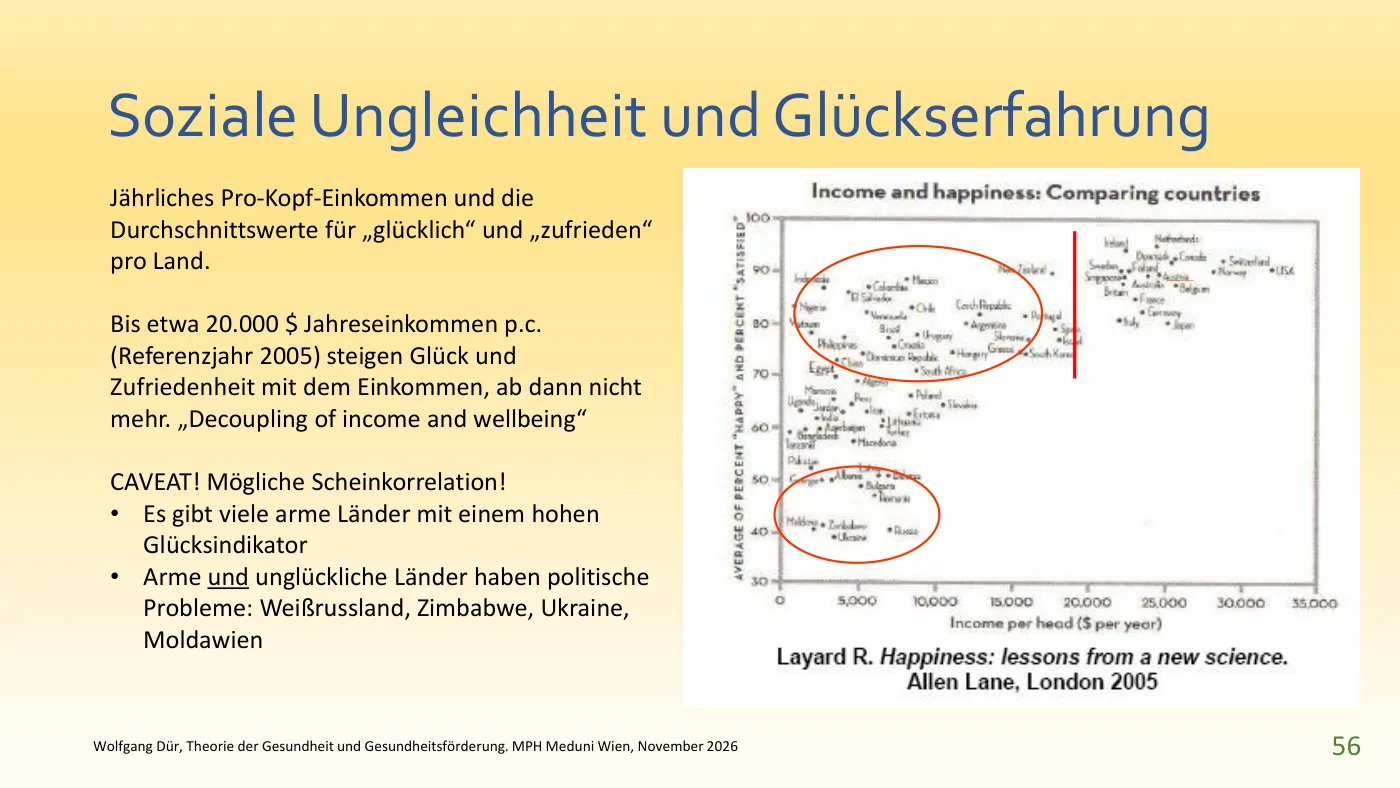 Soziale Ungleichheit und Glückserfahrung
Jährliches Pro-Kopf-Einkommen und die
Durchschnittswerte für „glücklich“ und „zufrieden“
pro Land.
Bis etwa 20.000 $ Jahreseinkommen p.c.
(Referenzjahr 2005) steigen Glück und
Zufriedenheit mit dem Einkommen, ab dann nicht
mehr. „Decoupling of income and wellbeing“
CAVEAT! Mögliche Scheinkorrelation!
• Es gibt viele arme Länder mit einem hohen
Glücksindikator
• Arme und unglückliche Länder haben politische
Probleme: Weißrussland, Zimbabwe, Ukraine,
Moldawien
Income and happiness: Comparing countries
AVERAGE OF PERCENT "HAPPY" AND PERCENT "SATISFIED"
100
90
80
70
60
50
40
30
Ireland
Netherlands
Denmark
Canada
Switzerland
Sweden
Finland
Norway
USA
Singapore
Austria
Australia
Belgium
Britain
France
Germany
Italy
Japan
New Zealand
Indonesia
Mexico
Colombia
El Salvador
Nigeria
Chile
Czech Republic
Venezuela
Portugal
Vietnam
Brazil
Argentina
Spain
Uruguay
Slovenia
Israel
Philippines
Croatia
Greece
Dominican Republic
Hungary
South Korea
China
Egypt
South Africa
Algeria
Morocco
Peru
Poland
Uganda
Jordan
Iran
Slovakia
India
Estonia
Azerbaijan
Lithuania
Bangladesh
Turkey
Tanzania
Macedonia
Pakistan
Georgia
Albania
Latvia
Belarus
Bulgaria
Romania
Moldova
Zimbabwe
Russia
Ukraine
0 5,000 10,000 15,000 20,000 25,000 30,000 35,000
Income per head ($ per year)
Layard R. Happiness: lessons from a new science.
Allen Lane, London 2005
Wolfgang Dür, Theorie der Gesundheit und Gesundheitsförderung. MPH Meduni Wien, November 2026
56